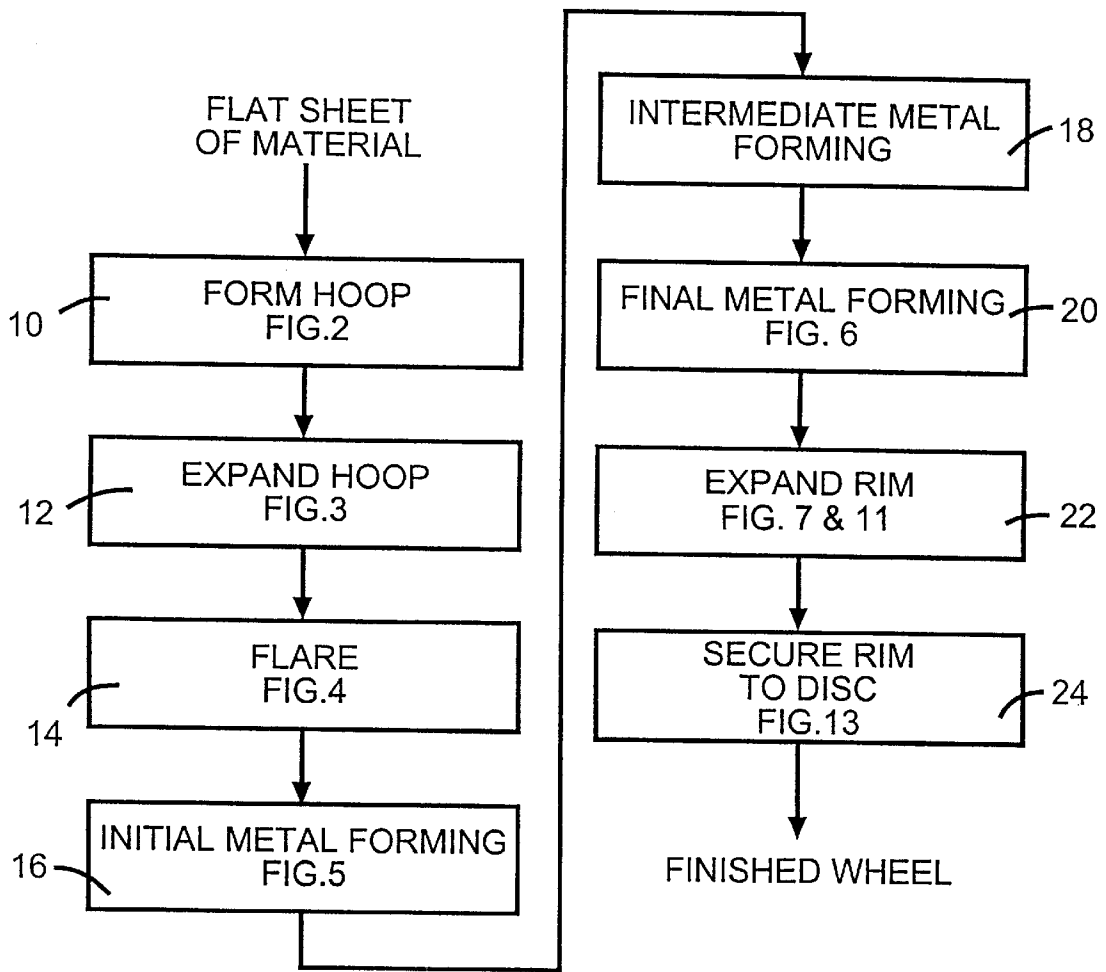 FLAT SHEET
OF MATERIAL
10
FORM HOOP
FIG.2
12
EXPAND HOOP
FIG.3
14
FLARE
FIG.4
16
INITIAL METAL FORMING
FIG.5
INTERMEDIATE METAL
FORMING
18
FINAL METAL FORMING
FIG. 6
20
EXPAND RIM
FIG. 7 & 11
22
SECURE RIM
TO DISC
FIG.13
24
FINISHED WHEEL